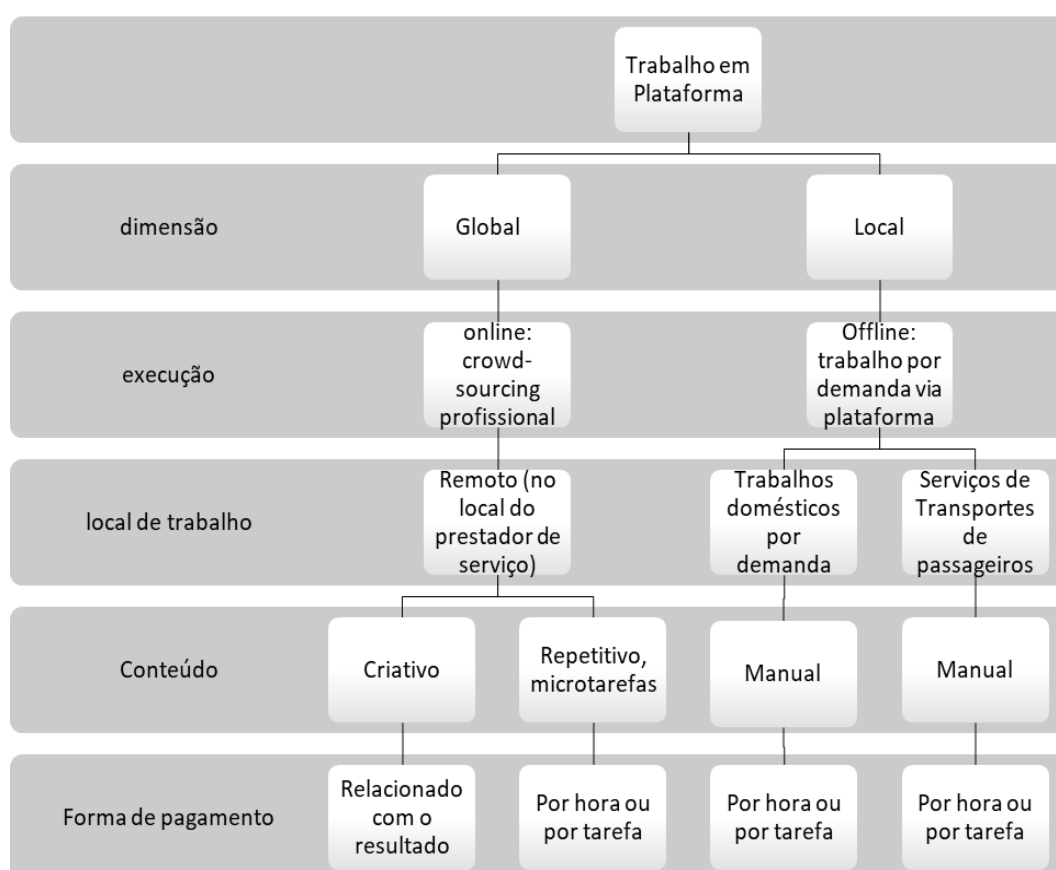 Trabalho em
Plataforma
dimensão
Global
Local
execução
online:
crowd-
sourcing
profissional
Offline:
trabalho por
demanda via
plataforma
local de trabalho
Remoto (no
local do
prestador de
serviço)
Trabalhos
domésticos
por
demanda
Serviços de
Transportes
de
passageiros
Conteúdo
Criativo
Repetitivo,
microtarefas
Manual
Manual
Forma de pagamento
Relacionado
com o
resultado
Por hora ou
por tarefa
Por hora ou
por tarefa
Por hora ou
por tarefa